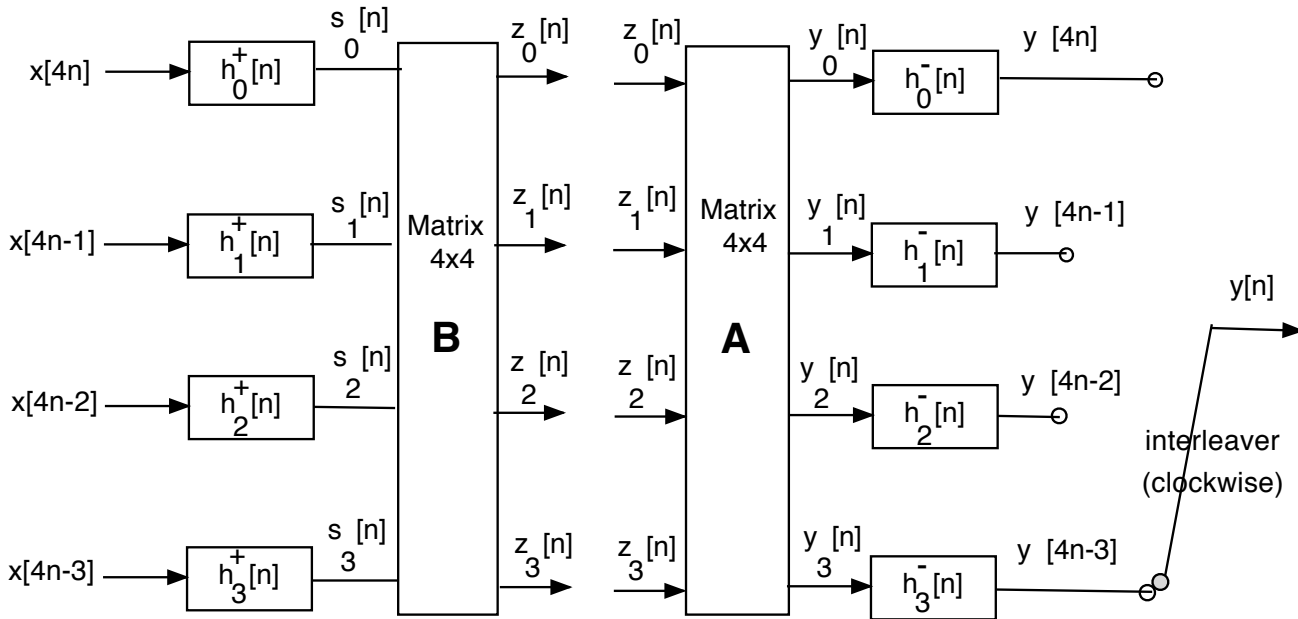 s₀[n] z₀[n] z₀[n] y₀[n] y [4n]
x[4n] h₀⁺[n] h₀⁻[n]
s₁[n] z₁[n] z₁[n] y₁[n] y [4n-1]
x[4n-1] h₁⁺[n] Matrix Matrix h₁⁻[n]
4x4 4x4
y[n]
B A
s₂[n] z₂[n] z₂[n] y₂[n] y [4n-2]
x[4n-2] h₂⁺[n] h₂⁻[n]
interleaver
(clockwise)
s₃[n] z₃[n] z₃[n] y₃[n] y [4n-3]
x[4n-3] h₃⁺[n] h₃⁻[n]